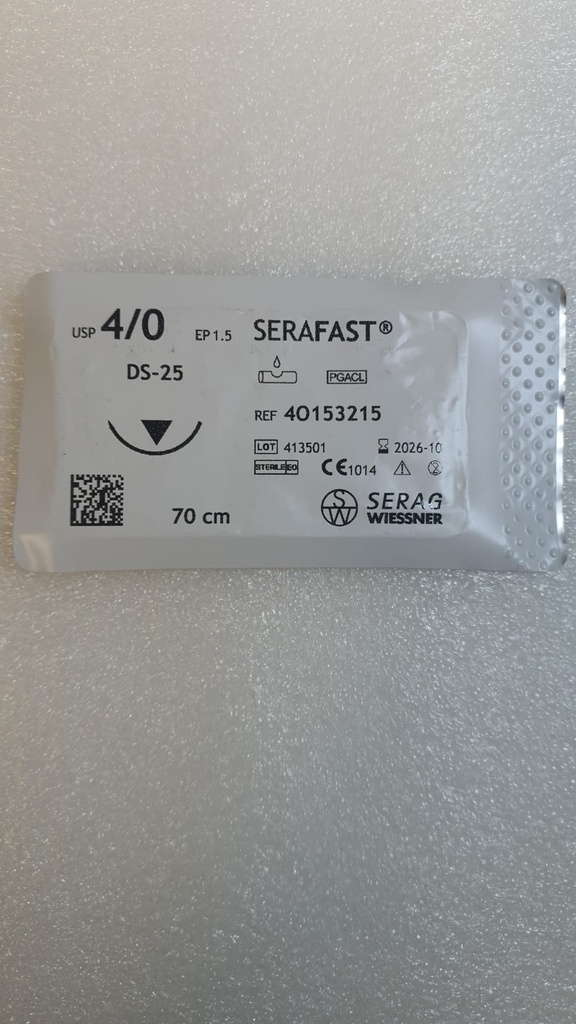 USP 4/0 EP 1.5 SERAFAST®
DS-25
PGACL
REF 4O153215
LOT 413501 2026-10
STERILE EO CE 1014
70 cm
SERAG
WIESSNER